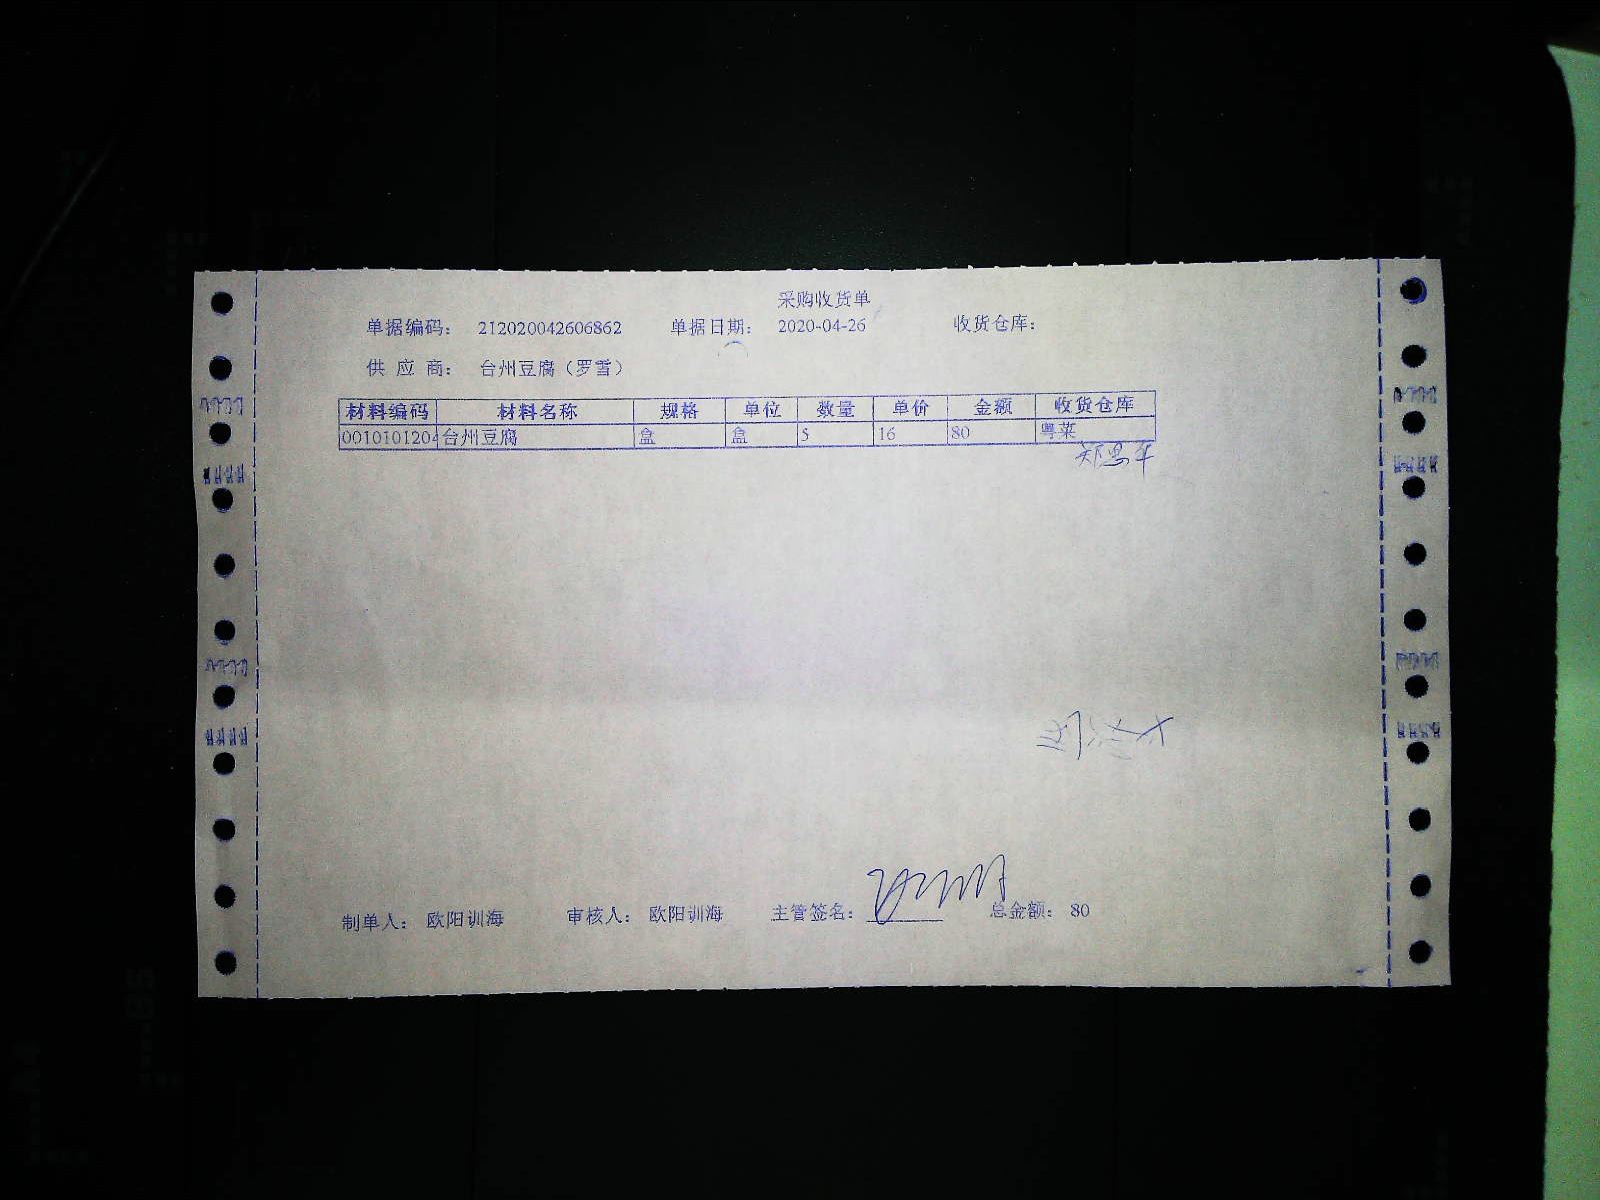 采购收货单
单据编码： 212020042606862 单据日期： 2020-04-26 收货仓库：
供 应 商： 台州豆腐（罗雪）
材料编码 材料名称 规格 单位 数量 单价 金额 收货仓库
0010101204 台州豆腐 盒 盒 5 16 80 粤菜
制单人： 欧阳训海 审核人： 欧阳训海 主管签名： 总金额： 80